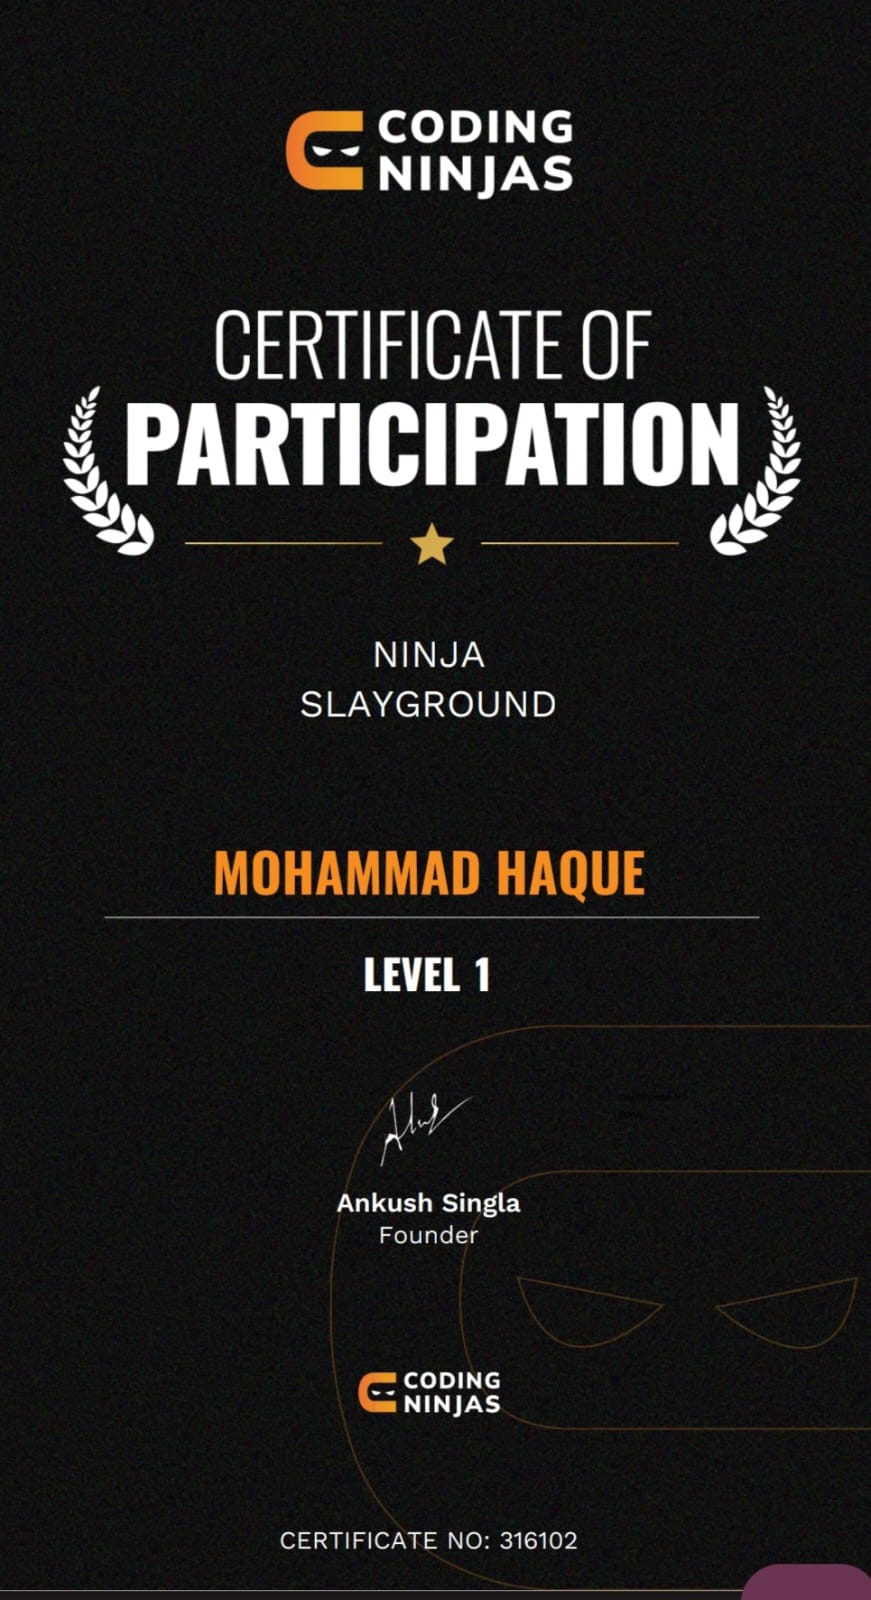 CODING
NINJAS
CERTIFICATE OF
PARTICIPATION
NINJA
SLAYGROUND
MOHAMMAD HAQUE
LEVEL 1
Ankush Singla
Founder
CODING
NINJAS
CERTIFICATE NO: 316102